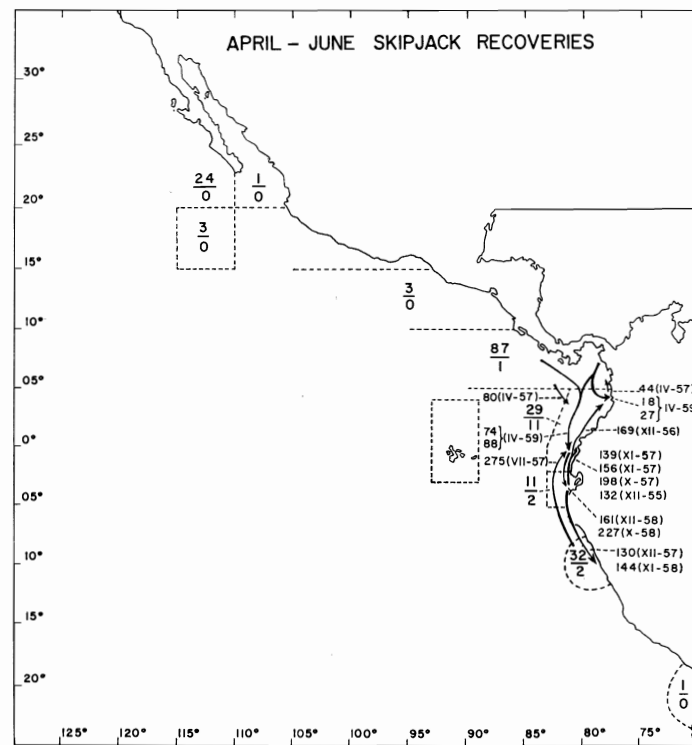 APRIL – JUNE SKIPJACK RECOVERIES
30°
25°
24
0
1
0
20°
3
0
15°
3
0
10°
87
1
05°
44(IV-57)
80(IV-57)
18
27 } (IV-59)
29
11
74
88 } (IV-59)
169(XII-56)
0°
275(VII-57)
139(XI-57)
156(XI-57)
198(X-57)
132(XII-55)
11
2
05°
161(XII-58)
227(X-58)
130(XII-57)
144(XI-58)
32
2
10°
15°
20°
1
0
125° 120° 115° 110° 105° 100° 95° 90° 85° 80° 75°